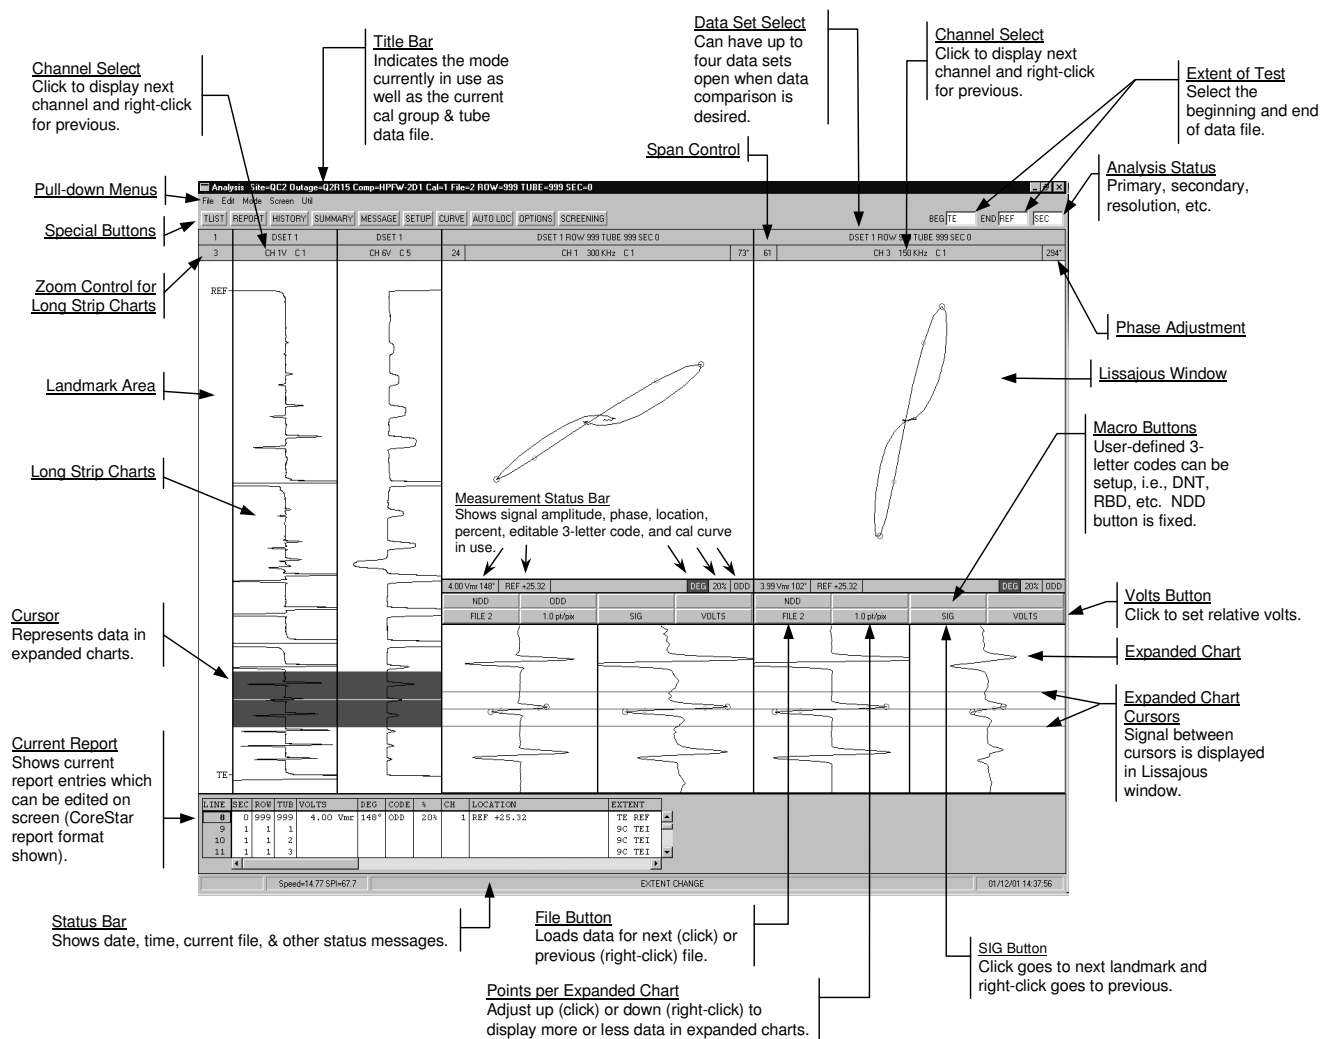 Channel Select
Click to display next
channel and right-click
for previous.
Title Bar
Indicates the mode
currently in use as
well as the current
cal group & tube
data file.
Data Set Select
Can have up to
four data sets
open when data
comparison is
desired.
Channel Select
Click to display next
channel and right-click
for previous.
Extent of Test
Select the
beginning and end
of data file.
Span Control
Analysis Status
Primary, secondary,
resolution, etc.
Pull-down Menus
Special Buttons
Zoom Control for
Long Strip Charts
Landmark Area
Long Strip Charts
Cursor
Represents data in
expanded charts.
Current Report
Shows current
report entries which
can be edited on
screen (CoreStar
report format
shown).
Analysis Site=QC2 Outage=Q2R15 Comp=HPFW-2D1 Cal=1 File=2 ROW=999 TUBE=999 SEC=0
File Edit Mode Screen Util
TLIST REPORT HISTORY SUMMARY MESSAGE SETUP CURVE AUTO LOC OPTIONS SCREENING
BEG TE END REF SEC
1 DSET 1 DSET 1 DSET 1 ROW 999 TUBE 999 SEC 0 DSET 1 ROW 999 TUBE 999 SEC 0
3 CH 1V C 1 CH 6V C 5 24 CH 1 300 KHz C 1 73° 61 CH 3 150 KHz C 1 294°
REF
TE
Phase Adjustment
Lissajous Window
Macro Buttons
User-defined 3-
letter codes can be
setup, i.e., DNT,
RBD, etc. NDD
button is fixed.
Measurement Status Bar
Shows signal amplitude, phase, location,
percent, editable 3-letter code, and cal curve
in use.
4.00 Vmr 148° REF +25.32 DEG 20% ODD 3.99 Vmr 102° REF +25.32 DEG 20% ODD
NDD ODD NDD
FILE 2 1.0 pt/pix SIG VOLTS FILE 2 1.0 pt/pix SIG VOLTS
Volts Button
Click to set relative volts.
Expanded Chart
Expanded Chart
Cursors
Signal between
cursors is displayed
in Lissajous
window.
LINE SEC ROW TUB VOLTS DEG CODE % CH LOCATION EXTENT
8 0 999 999 4.00 Vmr 148° ODD 20% 1 REF +25.32 TE REF
9 1 1 1 9C TEI
10 1 1 2 9C TEI
11 1 1 3 9C TEI
Speed=14.77 SPI=67.7 EXTENT CHANGE 01/12/01 14:37:56
Status Bar
Shows date, time, current file, & other status messages.
File Button
Loads data for next (click) or
previous (right-click) file.
SIG Button
Click goes to next landmark and
right-click goes to previous.
Points per Expanded Chart
Adjust up (click) or down (right-click) to
display more or less data in expanded charts.